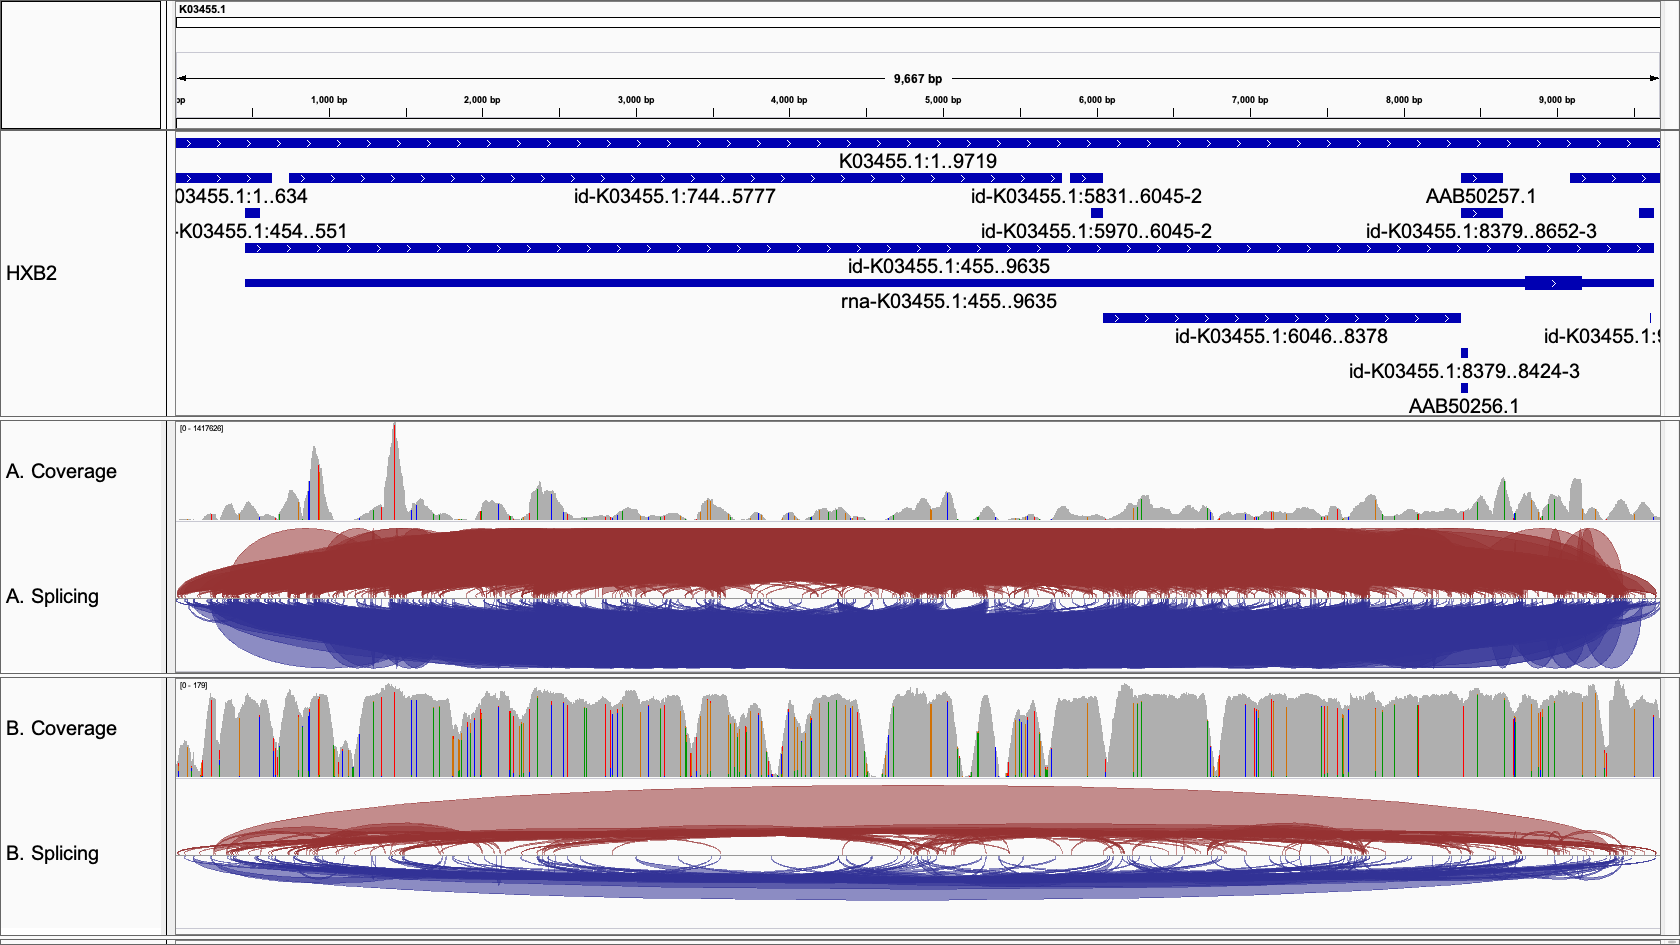 K03455.1
9,667 bp
bp 1,000 bp 2,000 bp 3,000 bp 4,000 bp 5,000 bp 6,000 bp 7,000 bp 8,000 bp 9,000 bp
HXB2
K03455.1:1..9719
03455.1:1..634 id-K03455.1:744..5777 id-K03455.1:5831..6045-2 AAB50257.1
-K03455.1:454..551 id-K03455.1:5970..6045-2 id-K03455.1:8379..8652-3
id-K03455.1:455..9635
rna-K03455.1:455..9635
id-K03455.1:6046..8378 id-K03455.1:9
id-K03455.1:8379..8424-3
AAB50256.1
A. Coverage
[0 - 1417626]
A. Splicing
B. Coverage
[0 - 179]
B. Splicing